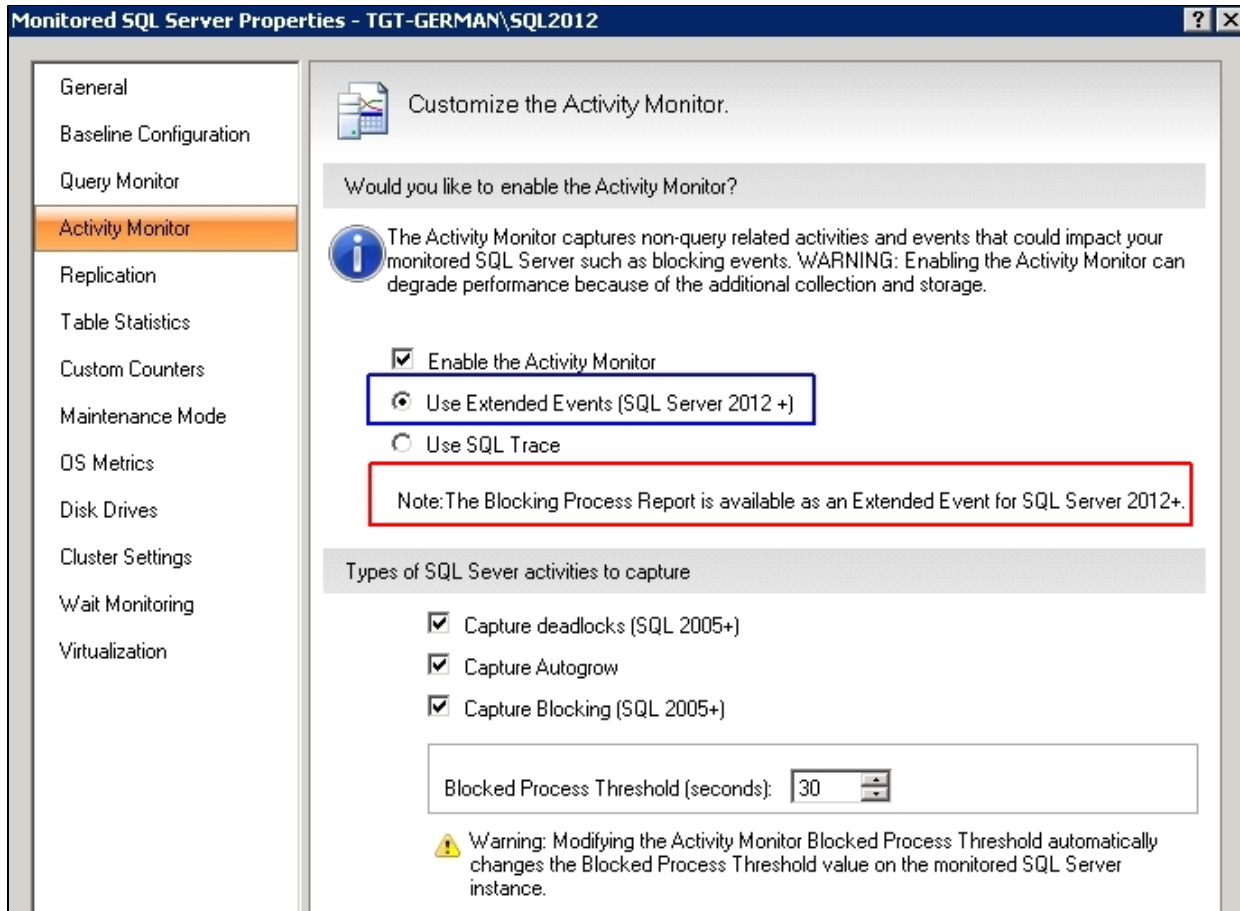 Monitored SQL Server Properties - TGT-GERMAN\SQL2012
General
Baseline Configuration
Query Monitor
Activity Monitor
Replication
Table Statistics
Custom Counters
Maintenance Mode
OS Metrics
Disk Drives
Cluster Settings
Wait Monitoring
Virtualization
Customize the Activity Monitor.
Would you like to enable the Activity Monitor?
The Activity Monitor captures non-query related activities and events that could impact your
monitored SQL Server such as blocking events. WARNING: Enabling the Activity Monitor can
degrade performance because of the additional collection and storage.
Enable the Activity Monitor
Use Extended Events (SQL Server 2012 +)
Use SQL Trace
Note:The Blocking Process Report is available as an Extended Event for SQL Server 2012+.
Types of SQL Sever activities to capture
Capture deadlocks (SQL 2005+)
Capture Autogrow
Capture Blocking (SQL 2005+)
Blocked Process Threshold (seconds): 30
Warning: Modifying the Activity Monitor Blocked Process Threshold automatically
changes the Blocked Process Threshold value on the monitored SQL Server
instance.